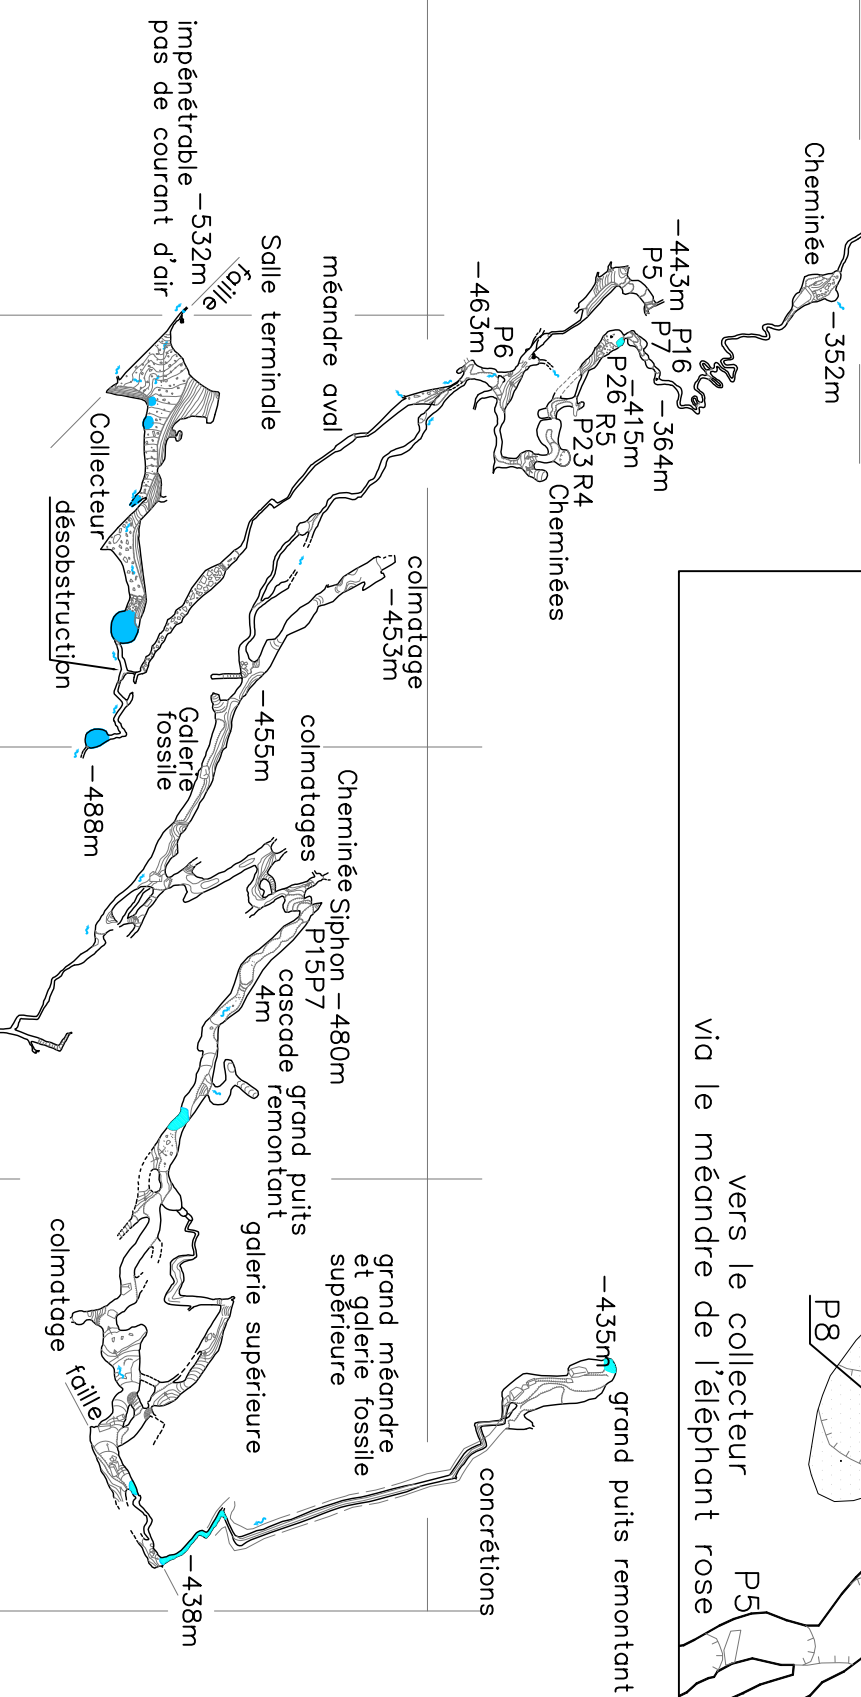 impénétrable
pas de courant d'air
-532m
faille
Salle terminale
méandre aval
Cheminée
-352m
-443m
P5
P16
P7
-364m
P26
-415m
R5
P23 R4
Cheminées
P6
-463m
Collecteur
désobstruction
colmatage
-453m
-455m
Galerie
fossile
-488m
colmatages
Cheminée
Siphon -480m
P15P7
cascade
4m
grand puits
remontant
galerie supérieure
grand méandre
et galerie fossile
supérieure
colmatage
faille
-438m
-435m
grand puits remontant
concrétions
vers le collecteur
via le méandre de l'éléphant rose
P8
P5